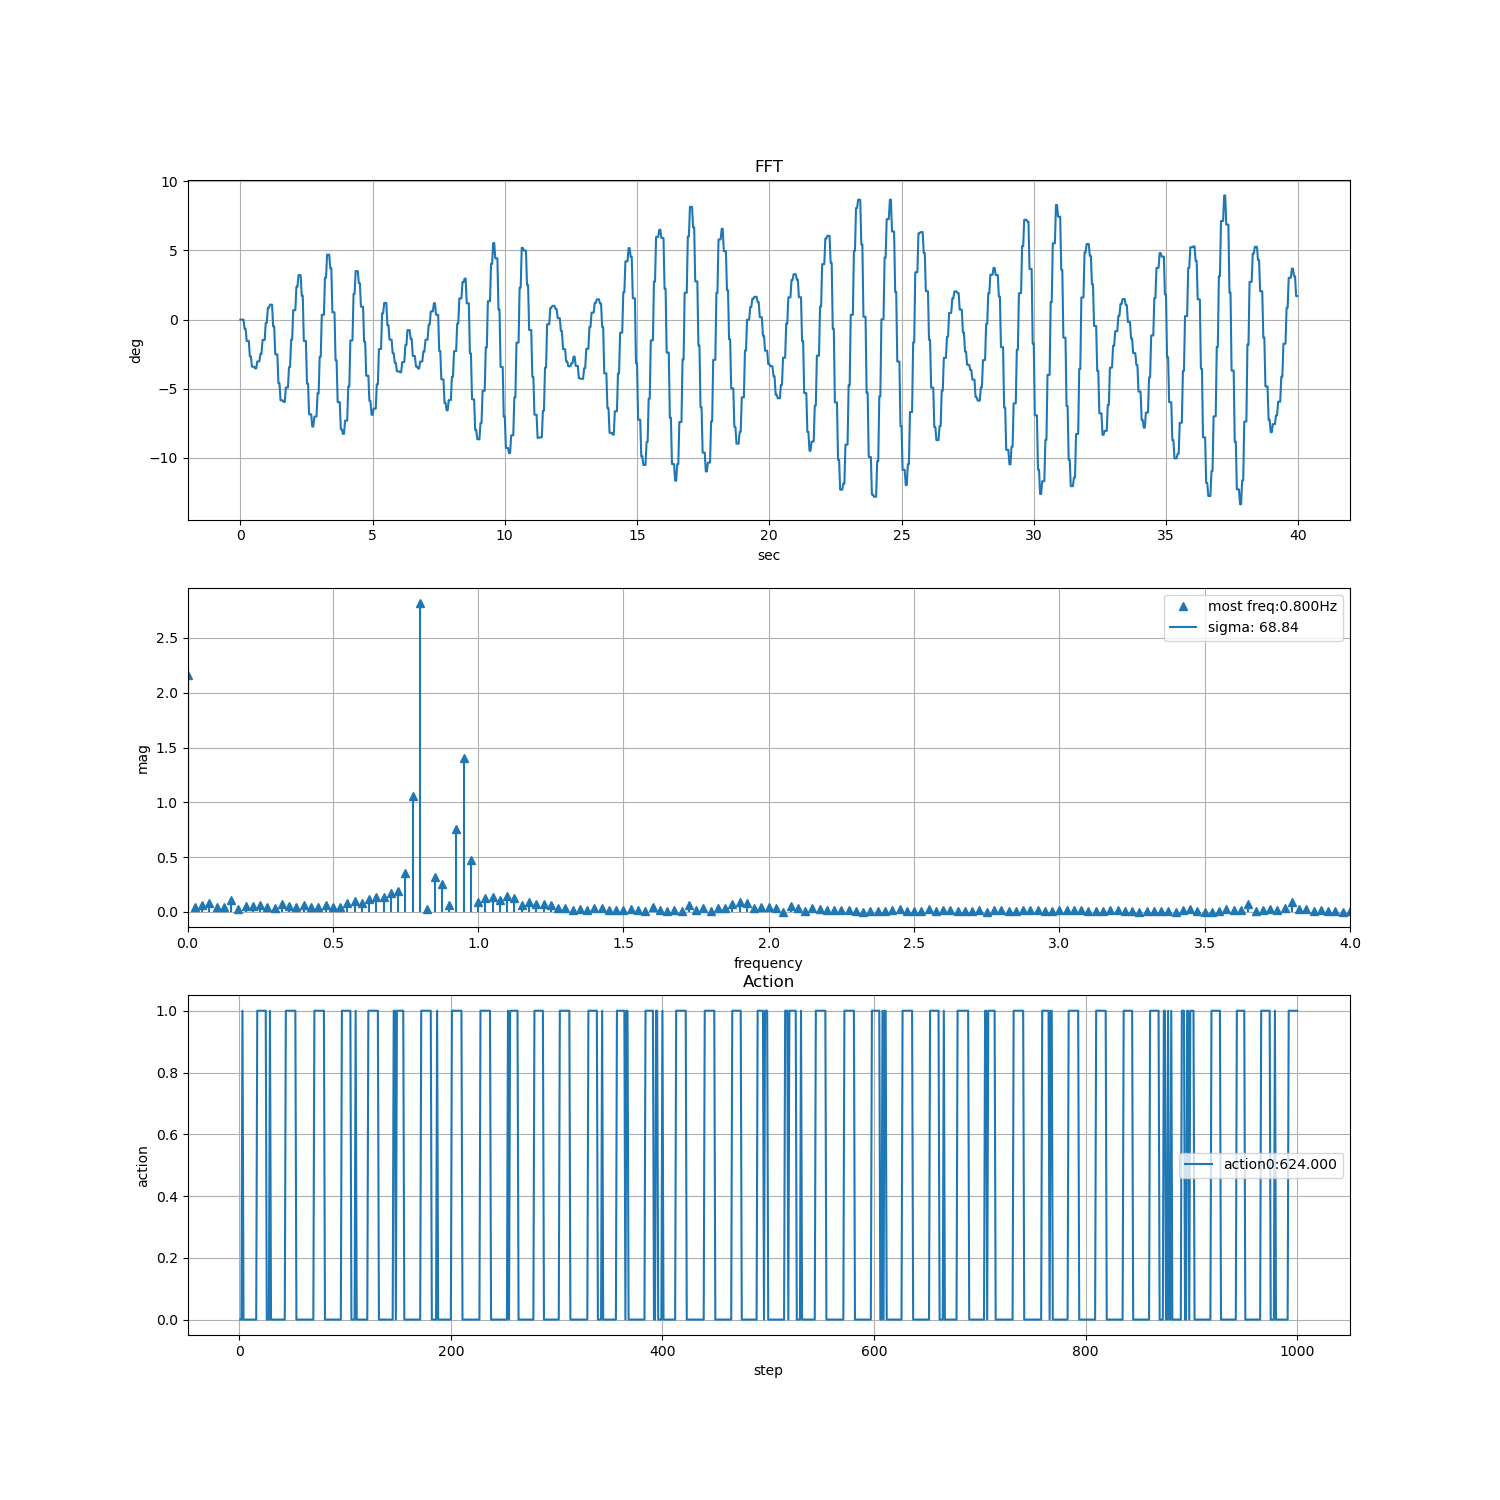 FFT
10
5
0
−5
−10
deg
0 5 10 15 20 25 30 35 40
sec
most freq:0.800Hz
sigma: 68.84
2.5
2.0
1.5
1.0
0.5
0.0
mag
0.0 0.5 1.0 1.5 2.0 2.5 3.0 3.5 4.0
frequency
Action
1.0
0.8
0.6
0.4
0.2
0.0
action
action0:624.000
0 200 400 600 800 1000
step